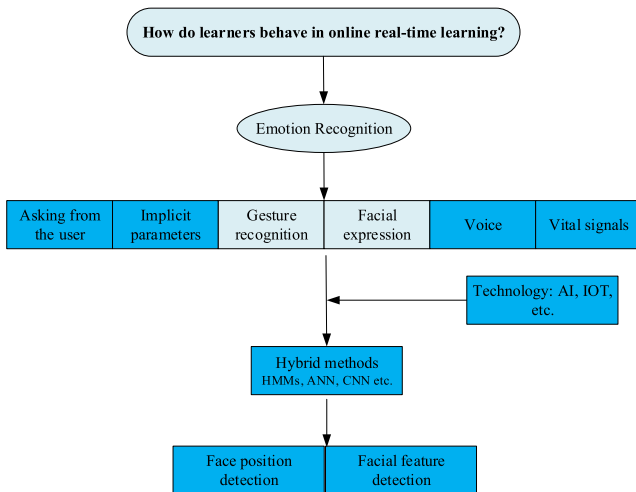 How do learners behave in online real-time learning?
Emotion Recognition
Asking from
the user
Implicit
parameters
Gesture
recognition
Facial
expression
Voice
Vital signals
Technology: AI, IOT,
etc.
Hybrid methods
HMMs, ANN, CNN etc.
Face position
detection
Facial feature
detection